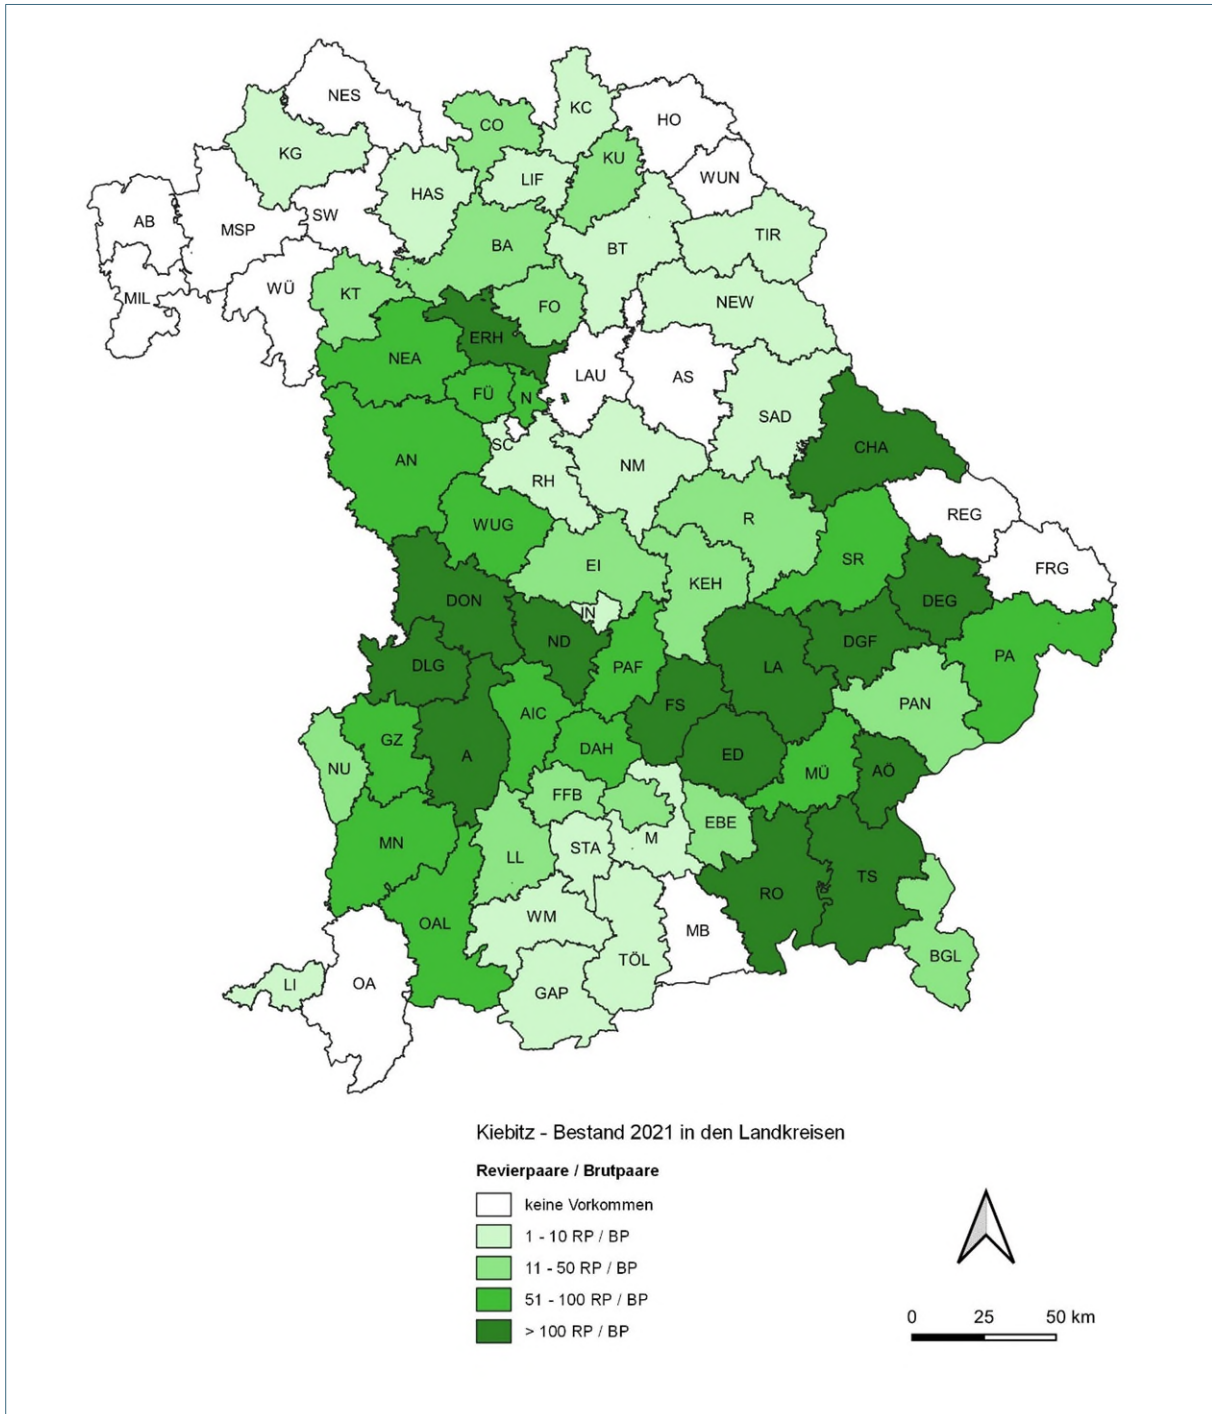 NES
CO
KC
HO
KG
KU
LIF
WUN
HAS
AB
SW
MSP
BA
BT
TIR
MIL
WÜ
KT
FO
NEW
ERH
NEA
LAU
AS
FÜ
N
SAD
SC
CHA
AN
NM
RH
REG
WUG
R
SR
FRG
EI
KEH
DON
IN
DEG
ND
DGF
PA
DLG
PAF
LA
PAN
AIC
FS
GZ
DAH
ED
A
NU
MÜ
AÖ
FFB
EBE
MN
STA
M
LL
TS
RO
OAL
WM
MB
TÖL
BGL
LI
OA
GAP
Kiebitz - Bestand 2021 in den Landkreisen
Revierpaare / Brutpaare
keine Vorkommen
1 - 10 RP / BP
11 - 50 RP / BP
51 - 100 RP / BP
> 100 RP / BP
0 25 50 km